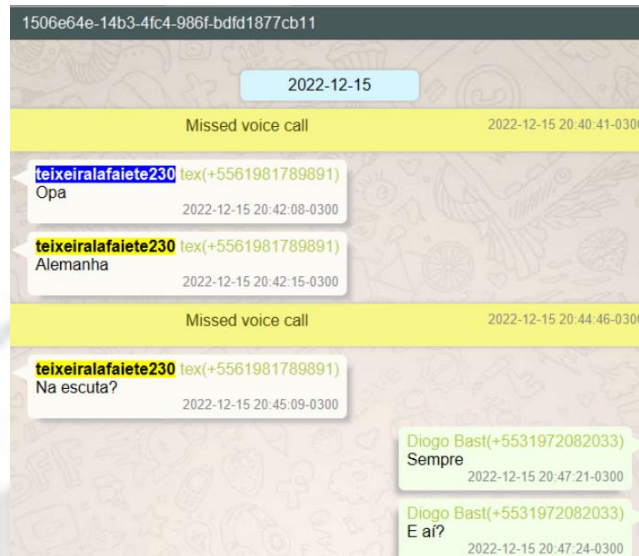 1506e64e-14b3-4fc4-986f-bdfd1877cb11
2022-12-15
Missed voice call 2022-12-15 20:40:41-0300
teixeiralafaiete230 tex(+5561981789891)
Opa
2022-12-15 20:42:08-0300
teixeiralafaiete230 tex(+5561981789891)
Alemanha
2022-12-15 20:42:15-0300
Missed voice call 2022-12-15 20:44:46-0300
teixeiralafaiete230 tex(+5561981789891)
Na escuta?
2022-12-15 20:45:09-0300
Diogo Bast(+5531972082033)
Sempre
2022-12-15 20:47:21-0300
Diogo Bast(+5531972082033)
E aí?
2022-12-15 20:47:24-0300